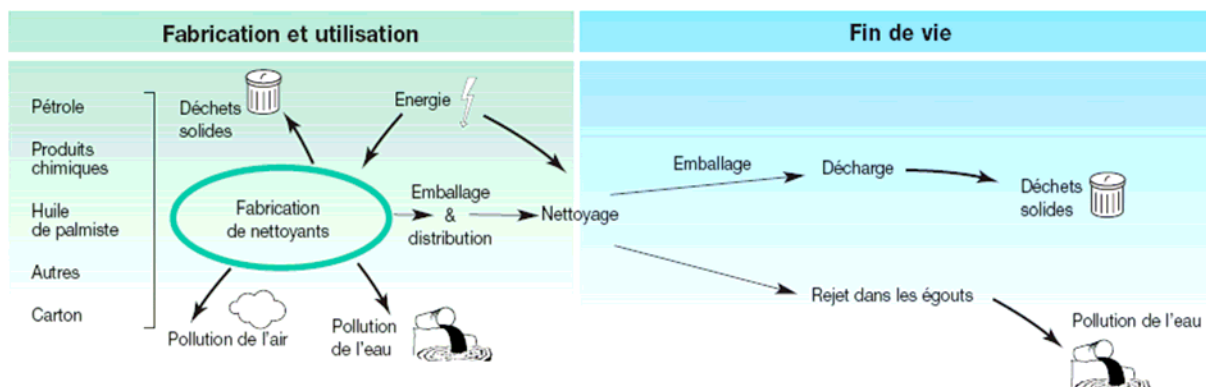 Fabrication et utilisation
Fin de vie
Pétrole
Produits
chimiques
Huile
de palmiste
Autres
Carton
Déchets
solides
Energie
Fabrication
de nettoyants
Emballage
&
distribution
Nettoyage
Pollution de l'air
Pollution
de l'eau
Emballage
Décharge
Déchets
solides
Rejet dans les égouts
Pollution de l'eau